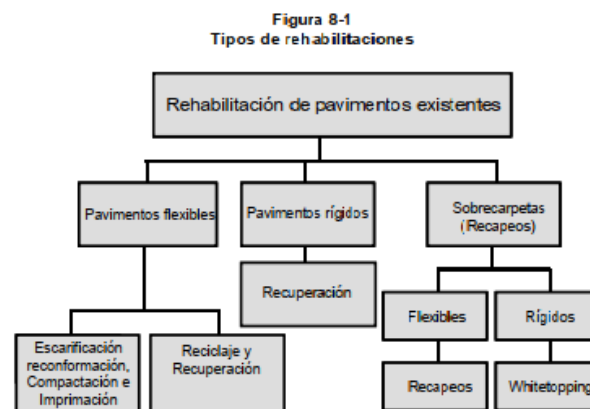 Figura 8-1
Tipos de rehabilitaciones
Rehabilitación de pavimentos existentes
Pavimentos flexibles
Pavimentos rígidos
Sobrecarpetas
(Recapeos)
Recuperación
Flexibles
Rígidos
Escarificación
reconformación,
Compactación e
Imprimación
Reciclaje y
Recuperación
Recapeos
Whitetopping